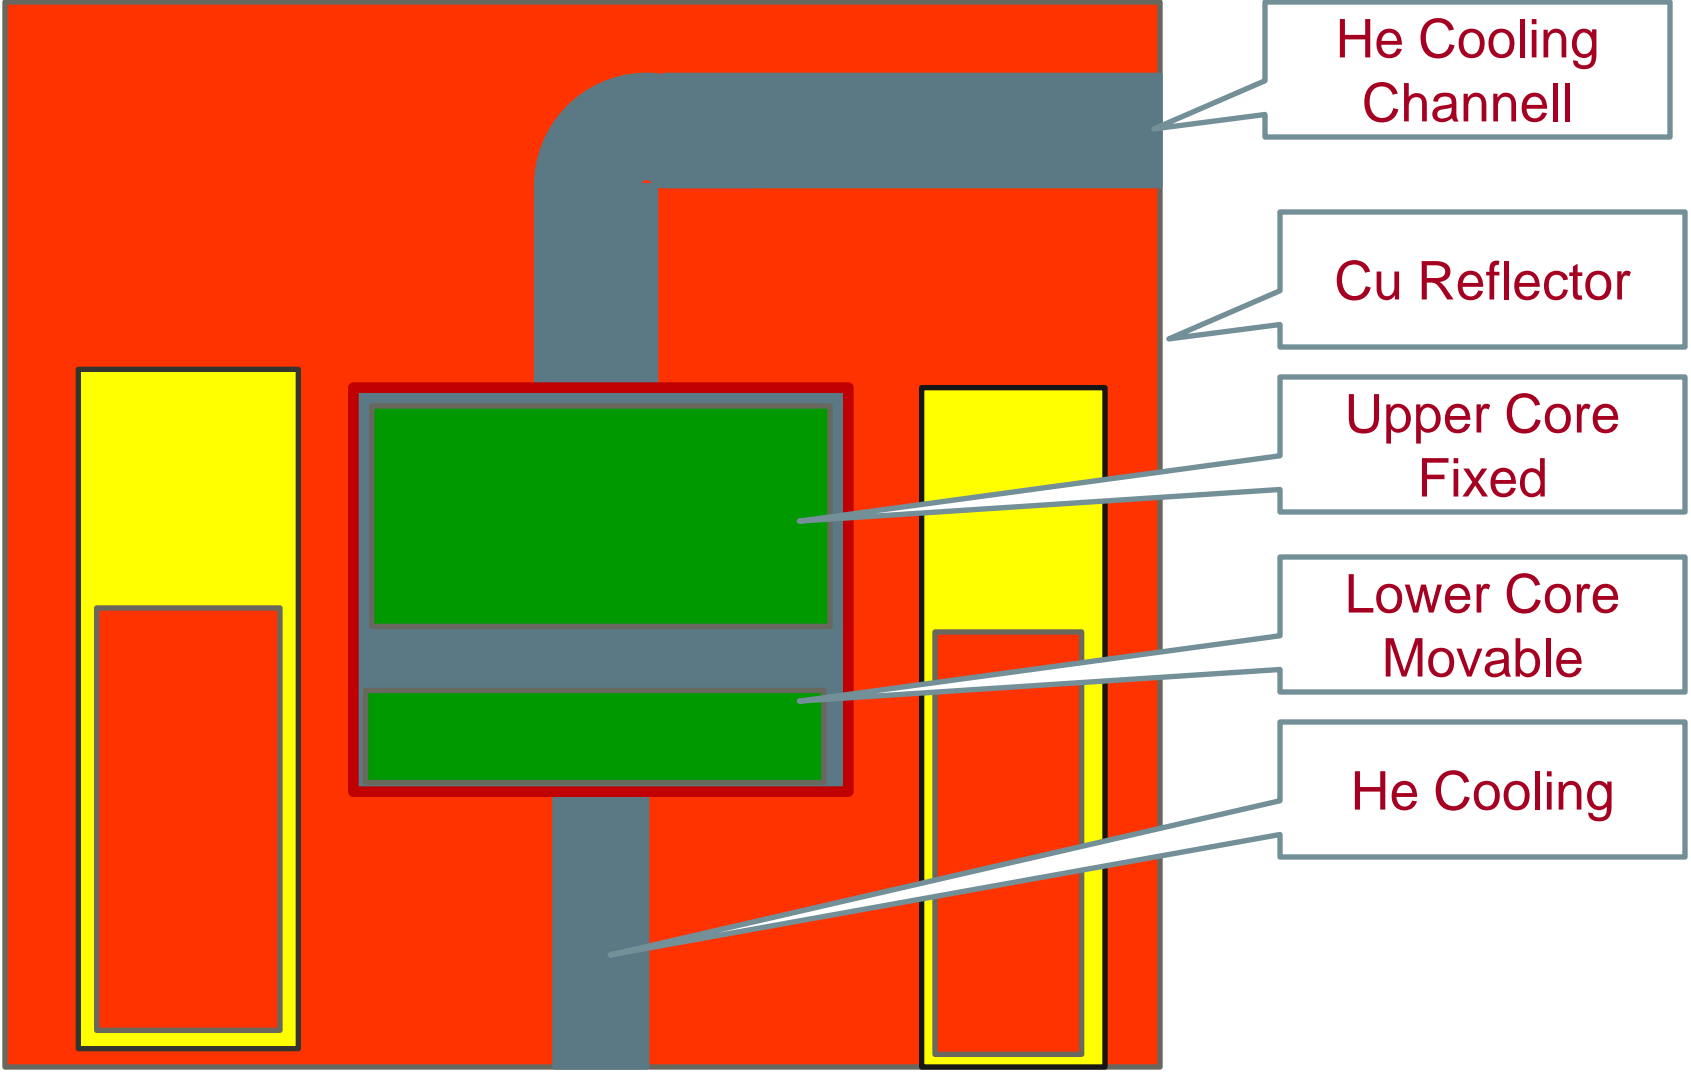 He Cooling
Channell
Cu Reflector
Upper Core
Fixed
Lower Core
Movable
He Cooling